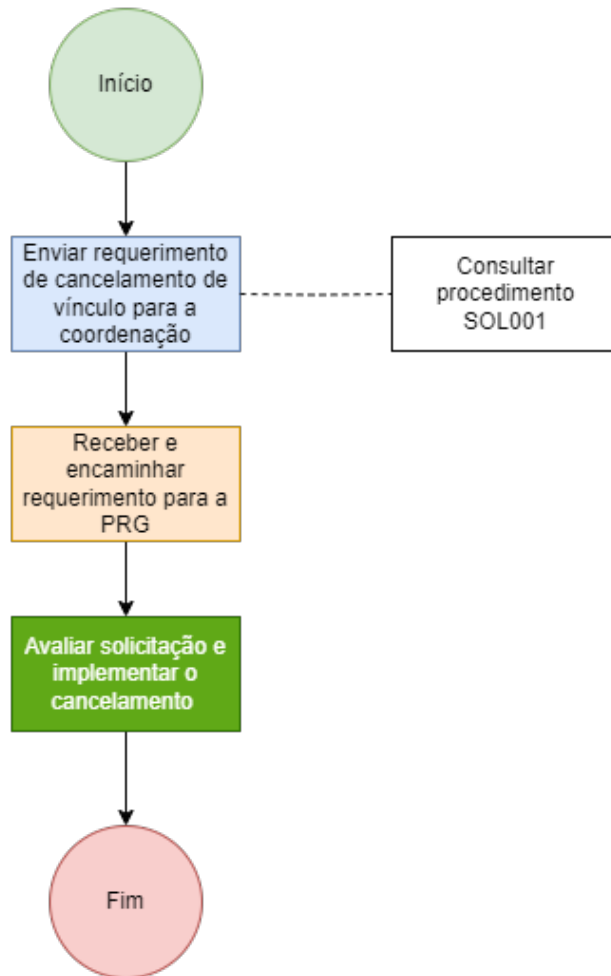 Início
Enviar requerimento
de cancelamento de
vínculo para a
coordenação
Consultar
procedimento
SOL001
Receber e
encaminhar
requerimento para a
PRG
Avaliar solicitação e
implementar o
cancelamento
Fim